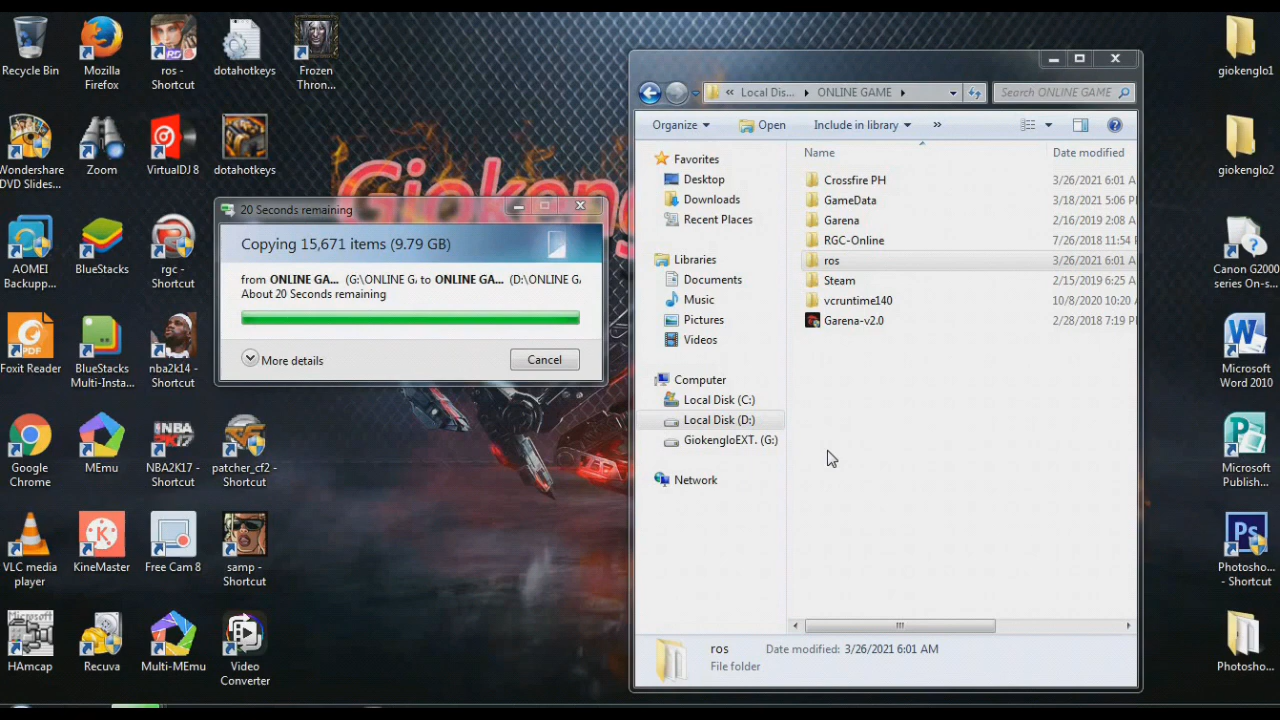 Recycle Bin
Mozilla
Firefox
ros -
Shortcut
dotahotkeys
Frozen
Thron...
Wondershare
DVD Slides...
Zoom
VirtualDJ 8
dotahotkeys
AOMEI
Backupp...
BlueStacks
rgc -
Shortcut
Foxit Reader
PDF
BlueStacks
Multi-Insta...
nba2k14 -
Shortcut
Google
Chrome
MEmu
NBA
2K17
NBA2K17 -
Shortcut
patcher_cf2 -
Shortcut
VLC media
player
KineMaster
Free Cam 8
samp -
Shortcut
Microsoft
HAmcap
Recuva
Multi-MEmu
Video
Converter
Giokeng
20 Seconds remaining
Copying 15,671 items (9.79 GB)
from ONLINE GA... (G:\ONLINE G. to ONLINE GA... (D:\ONLINE G.
About 20 Seconds remaining
More details
Cancel
« Local Dis... ONLINE GAME
Search ONLINE GAME
Organize
Open
Include in library
»
Favorites
Desktop
Downloads
Recent Places
Libraries
Documents
Music
Pictures
Videos
Computer
Local Disk (C:)
Local Disk (D:)
GiokengloEXT. (G:)
Network
Name Date modified
Crossfire PH 3/26/2021 6:01 A
GameData 3/18/2021 5:06 P
Garena 2/16/2019 2:08 A
RGC-Online 7/26/2018 11:54
ros 3/26/2021 6:01 A
Steam 2/15/2019 6:25 A
vcruntime140 10/8/2020 10:20
Garena-v2.0 2/28/2018 7:19 P
ros Date modified: 3/26/2021 6:01 AM
File folder
giokenglo1
giokenglo2
Canon G2000
series On-s...
Microsoft
Word 2010
Microsoft
Publish...
Ps
Photosho...
- Shortcut
Photosho...